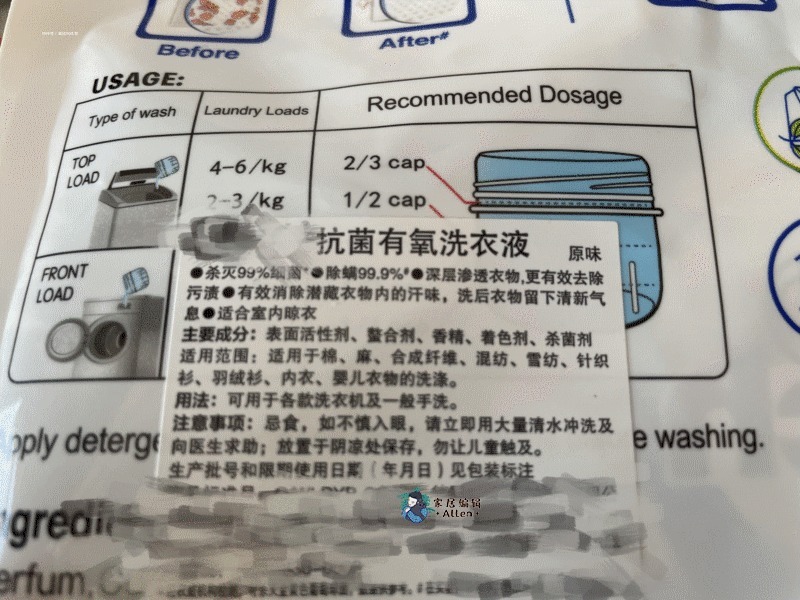 Before
After#
USAGE:
Type of wash
Laundry Loads
Recommended Dosage
TOP
LOAD
4-6/kg
2/3 cap
2-3/kg
1/2 cap
FRONT
LOAD
抗菌有氧洗衣液 原味
●杀灭99%细菌*●除螨99.9%#●深层渗透衣物,更有效去除
污渍●有效消除潜藏衣物内的汗味，洗后衣物留下清新气
息●适合室内晾衣
主要成分：表面活性剂、螯合剂、香精、着色剂、杀菌剂
适用范围：适用于棉、麻、合成纤维、混纺、雪纺、针织
衫、羽绒衫、内衣、婴儿衣物的洗涤。
用法：可用于各款洗衣机及一般手洗。
注意事项：忌食，如不慎入眼，请立即用大量清水冲洗及
向医生求助；放置于阴凉处保存，勿让儿童触及。
生产批号和限期使用日期（年月日）见包装标注
pply deterge
e washing.
家居编辑
·Allen·
gredi
erfum,